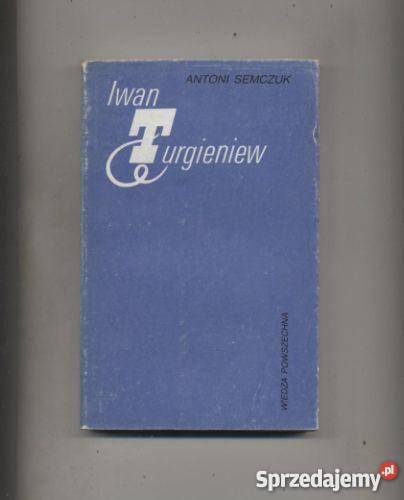 ANTONI SEMCZUK
Iwan
Turgieniew
WIEDZA POWSZECHNA
Sprzedajemy.pl